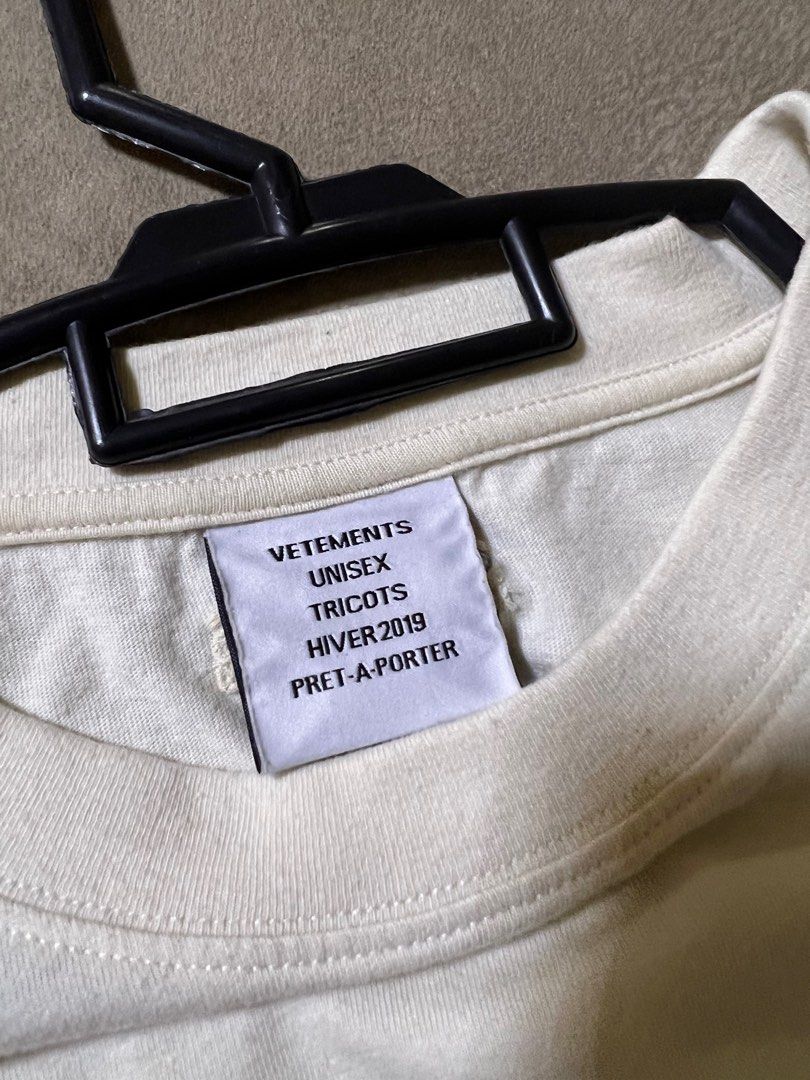 VETEMENTS
UNISEX
TRICOTS
HIVER 2019
PRET-A-PORTER